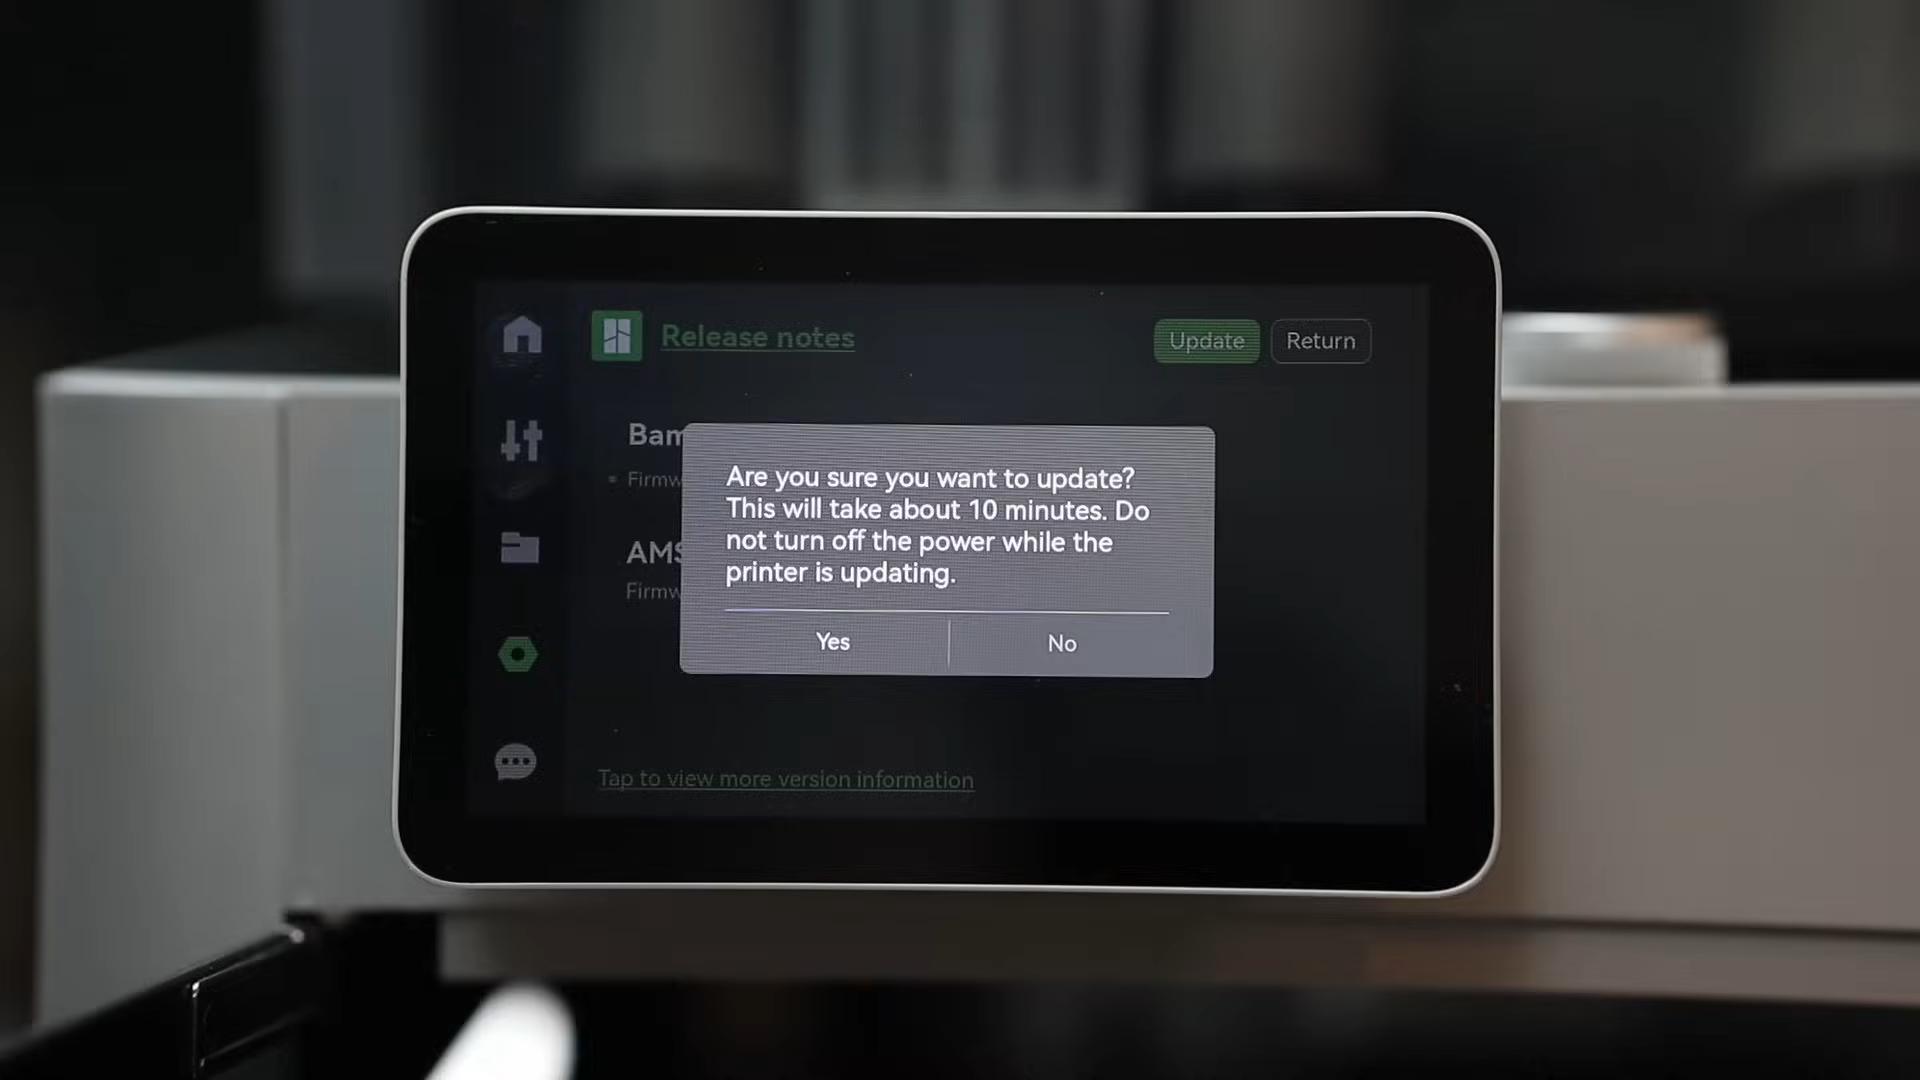 Release notes
Update
Return
Bam
Firmw
AMS
Firmw
Are you sure you want to update?
This will take about 10 minutes. Do
not turn off the power while the
printer is updating.
Yes
No
Tap to view more version information